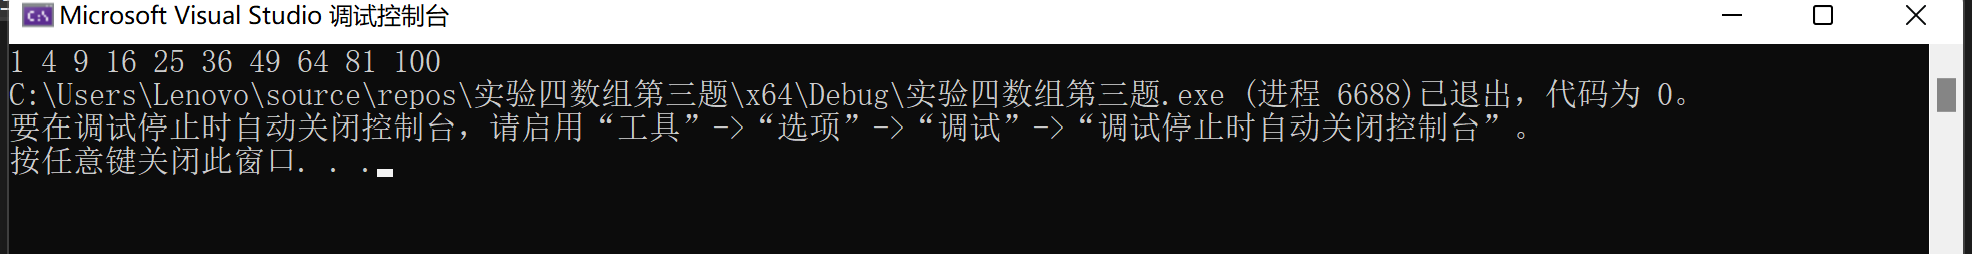 Microsoft Visual Studio 调试控制台
1 4 9 16 25 36 49 64 81 100
C:\Users\Lenovo\source\repos\实验四数组第三题\x64\Debug\实验四数组第三题.exe (进程 6688)已退出，代码为 0。
要在调试停止时自动关闭控制台，请启用“工具”->“选项”->“调试”->“调试停止时自动关闭控制台”。
按任意键关闭此窗口. . .